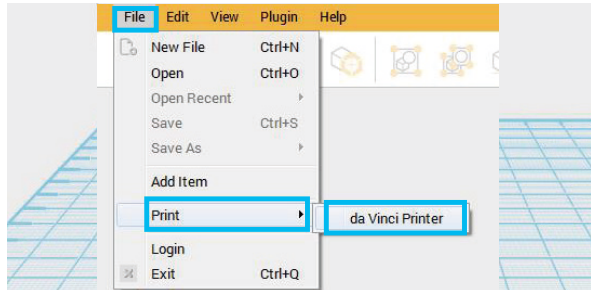 File Edit View Plugin Help
New File Ctrl+N
Open Ctrl+O
Open Recent
Save Ctrl+S
Save As
Add Item
Print da Vinci Printer
Login
Exit Ctrl+Q